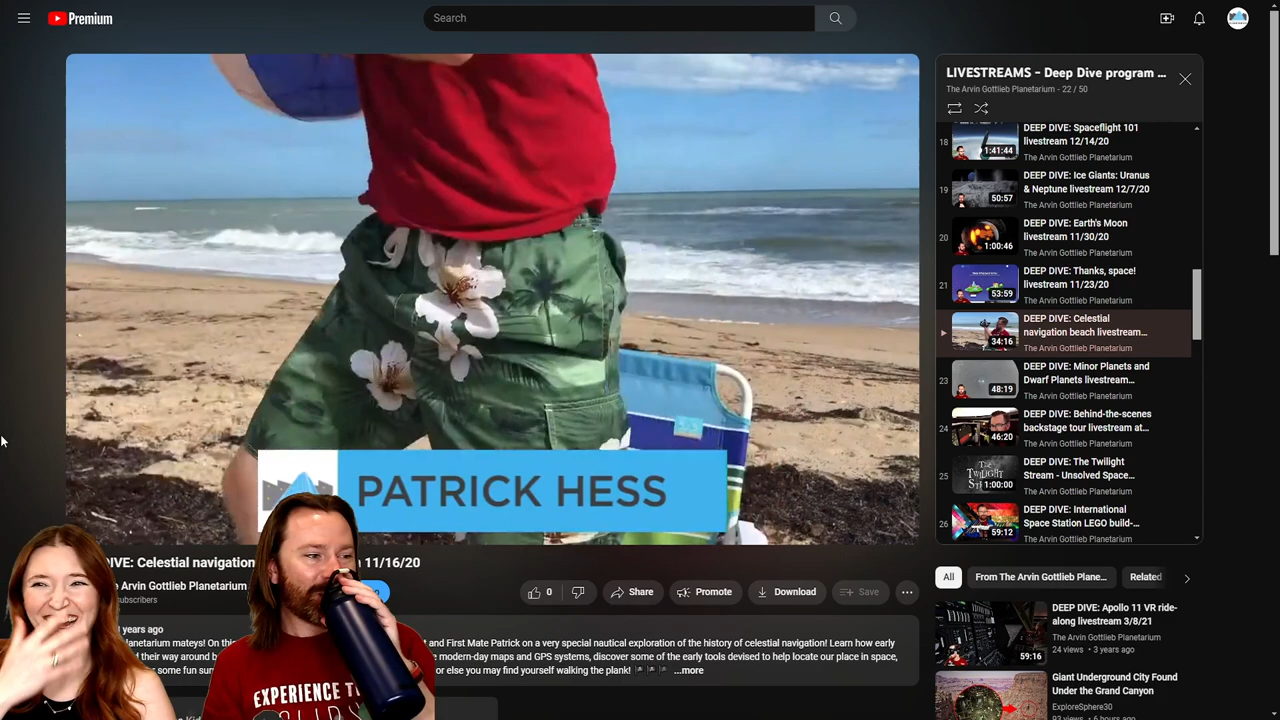 Premium
Search
PATRICK HESS
DIVE: Celestial navigation
11/16/20
Arvin Gottlieb Planetarium
subscribers
0
Share
Promote
Download
Save
years ago
planetarium mateys! On this
and First Mate Patrick on a very special nautical exploration of the history of celestial navigation! Learn how early
their way around
modern-day maps and GPS systems, discover some of the early tools devised to help locate our place in space,
some fun
or else you may find yourself walking the plank!
...more
EXPERIENCE
LIVESTREAMS - Deep Dive program ...
The Arvin Gottlieb Planetarium - 22 / 50
18
1:41:44
DEEP DIVE: Spaceflight 101
livestream 12/14/20
The Arvin Gottlieb Planetarium
19
50:57
DEEP DIVE: Ice Giants: Uranus
& Neptune livestream 12/7/20
The Arvin Gottlieb Planetarium
20
1:00:46
DEEP DIVE: Earth's Moon
livestream 11/30/20
The Arvin Gottlieb Planetarium
21
53:59
DEEP DIVE: Thanks, space!
livestream 11/23/20
The Arvin Gottlieb Planetarium
34:16
DEEP DIVE: Celestial
navigation beach livestream...
The Arvin Gottlieb Planetarium
23
48:19
DEEP DIVE: Minor Planets and
Dwarf Planets livestream...
The Arvin Gottlieb Planetarium
24
46:20
DEEP DIVE: Behind-the-scenes
backstage tour livestream at...
The Arvin Gottlieb Planetarium
25
The
TWILIGHT
1:00:00
DEEP DIVE: The Twilight
Stream - Unsolved Space...
The Arvin Gottlieb Planetarium
26
59:12
DEEP DIVE: International
Space Station LEGO build-...
The Arvin Gottlieb Planetarium
All
From The Arvin Gottlieb Plane...
Related
59:16
DEEP DIVE: Apollo 11 VR ride-
along livestream 3/8/21
The Arvin Gottlieb Planetarium
24 views • 3 years ago
Giant Underground City Found
Under the Grand Canyon
ExploreSphere30